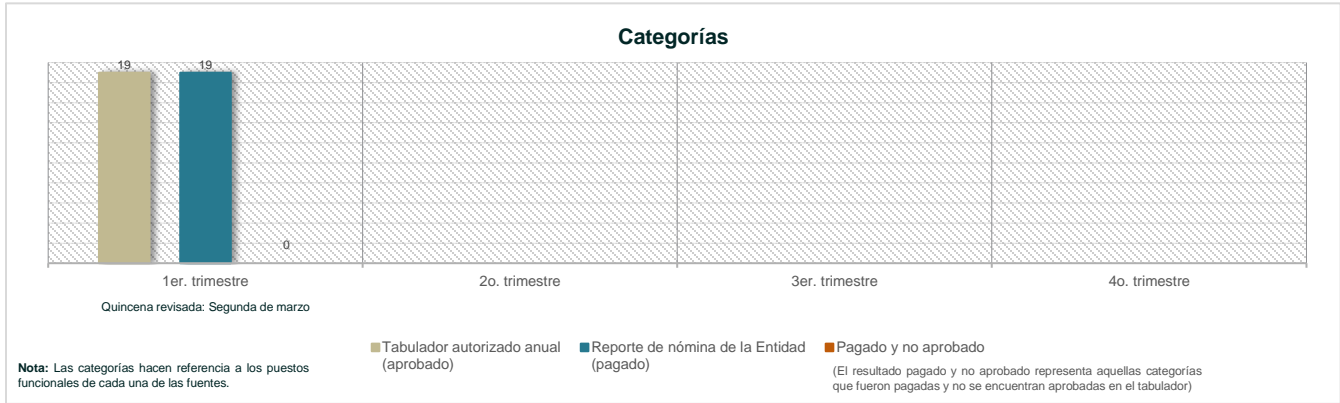 Categorías
19
19
0
1er. trimestre
2o. trimestre
3er. trimestre
4o. trimestre
Quincena revisada: Segunda de marzo
Tabulador autorizado anual
(aprobado)
Reporte de nómina de la Entidad
(pagado)
Pagado y no aprobado
(El resultado pagado y no aprobado representa aquellas categorías
que fueron pagadas y no se encuentran aprobadas en el tabulador)
Nota: Las categorías hacen referencia a los puestos
funcionales de cada una de las fuentes.